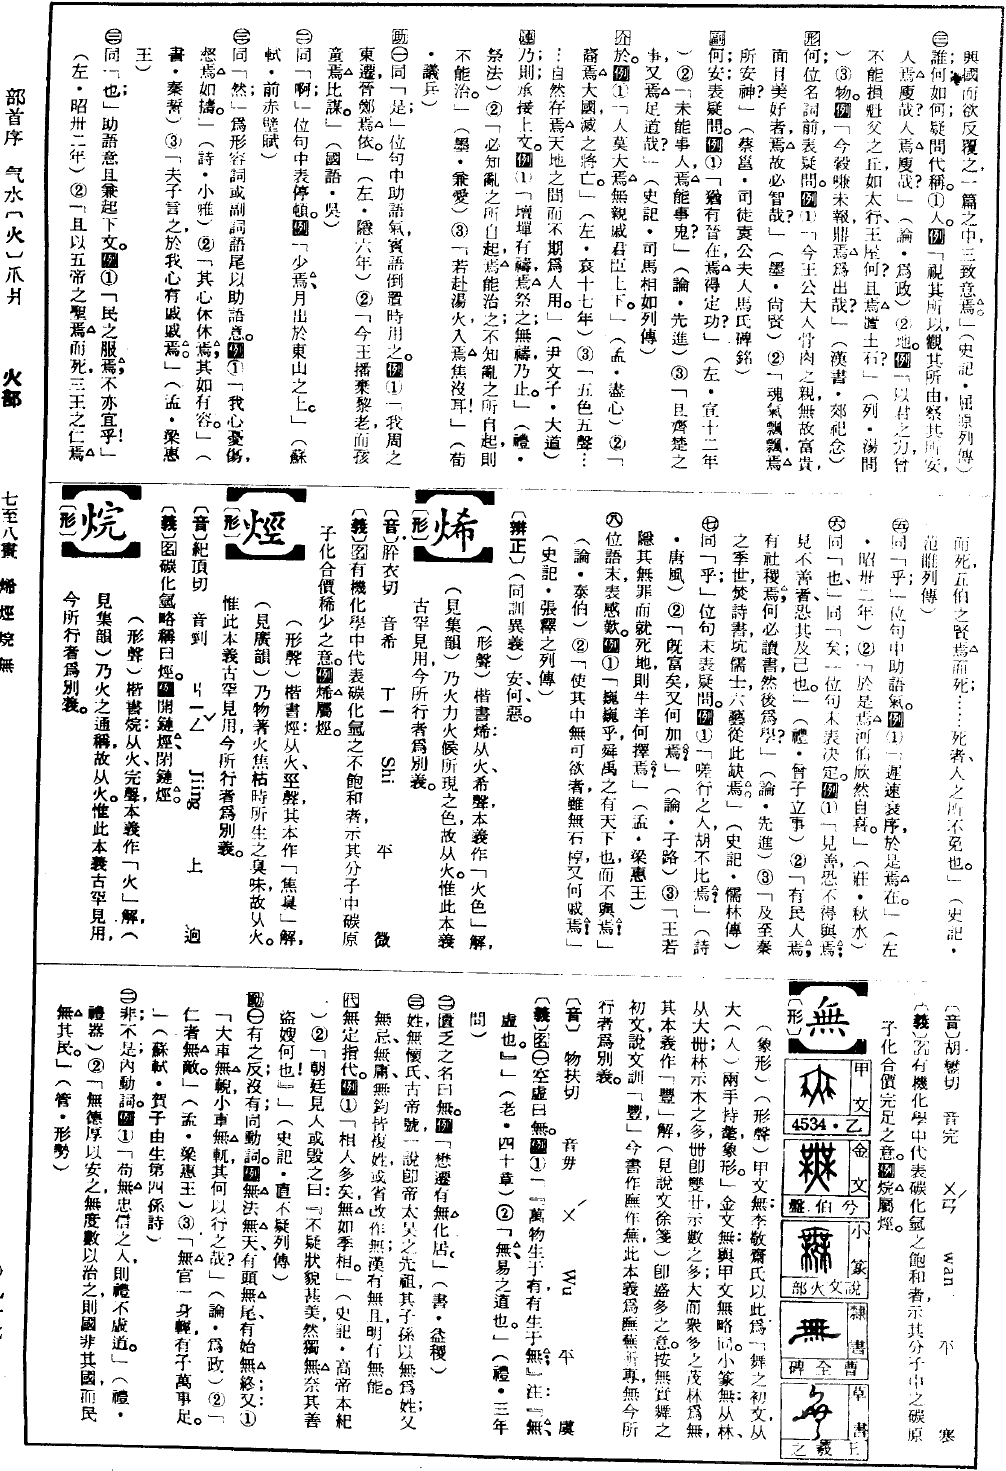 興國而欲反覆之一篇之中三致意焉。」(史記·屈原列傳)
㊂誰何如何疑問代稱。①人。例「視其所以觀其所由察其所安,
人焉廋哉?人焉廋哉?」(論·爲政)②地。例「以君之力曾
不能損魁父之丘如太行、王屋何?且焉置土石?」(列·湯問
)③物。例「今穀嗛未報鼎焉爲出哉?」(漢書·郊祀志)
形何位名詞前,表疑問。例①「今王公大人骨肉之親無故富貴、
面目美好者,焉故必智哉?」(墨·尚賢)②「魂氣飄飄,焉
所安神」(蔡邕·司徒袁公夫人馬氏碑銘)
副何安表疑問。例①「猶有晉在焉得定功?」(左·宣十二年
)②「未能事人,焉能事鬼?」(論·先進)③「且齊楚之
事又焉足道哉?」(史記·司馬相如列傳)
介於。例①「人莫大焉無親戚君臣上下。」(孟·盡心)②「
裔焉大國滅之將亡。」(左·哀十七年)③「五色五聲…
…自然存焉天地之間而不期爲人用。」(尹文子·大道)
連乃;則;承接上文。例①「壇墠有禱焉祭之;無禱乃止。」(禮·
祭法)②「必知亂之所自起焉能治之;不知亂之所自起則
不能治。」(墨·兼愛)③「若赴湯火入焉焦沒耳!」(荀
·議兵)
助㊀同「是」位句中助語氣,賓語倒置時用之。例①「我周之
東遷晉鄭焉依。」(左·隱六年)②「今王播棄黎老,而孩
童焉比謀。」(國語·吳)
㊁同「啊」位句中表停頓。例「少焉月出於東山之上。」(蘇
軾·前赤壁賦)
㊂同「然」爲形容詞或副詞語尾以助語意。例①「我心憂傷,
惄焉如擣。」(詩·小雅)②「其心休休焉;其如有容。」(
書·秦誓)③「夫子言之於我心有戚戚焉。」(孟·梁惠
王)
㊃同「也」助語意且兼起下文。例①「民之服焉不亦宜乎!」
(左·昭卅二年)②「且以五帝之聖焉而死三王之仁焉
而死,五伯之賢焉而死……死者人之所不免也。」(史記·
范雎列傳)
㊄同「乎」位句中助語氣。例①「遲速衰序於是焉在。」(左
·昭卅二年)②「於是焉河伯欣然自喜。」(莊·秋水)
㊅同「也」同「矣」位句末表決定。例①「見善恐不得與焉;
見不善者恐其及己也。」(禮·曾子立事)②「有民人焉,
有社稷焉,何必讀書,然後爲學?」(論·先進)③「及至秦
之季世焚詩書坑儒士六藝從此缺焉。」(史記·儒林傳)
㊆同「乎」位句末表疑問。例①「嗟行之人胡不比焉?」(詩
·唐風)②「旣富矣又何加焉?」(論·子路)③「王若
隱其無罪而就死地,則牛羊何擇焉?」(孟·梁惠王)
㊇位語末,表感歎。例①「巍巍乎舜禹之有天下也而不與焉!」
(論·泰伯)②「使其中無可欲者,雖無石椁又何戚焉!」
(史記·張釋之列傳)
〔辨正〕(同訓異義)安、何、惡。
烯
〔形〕
(形聲)楷書烯:从火希聲,本義作「火色」解,
(見集韻)乃火力火候所現之色,故从火。惟此本義
古罕見用,今所行者爲別義。
〔音〕肸衣切 音希 ㄒㄧ Shi 平 微
〔義〕名有機化學中代表碳化氫之不飽和者示其分子中碳原
子化合價稀少之意。例烯屬烴。
烴
〔形〕
(形聲)楷書烴:从火巠聲,其本作「焦臭」解,
(見廣韻)乃物著火焦枯時所生之臭味,故从火。
惟此本義古罕見用,今所行者爲別義。
〔音〕紀頂切 音剄 ㄐㄧㄥˇ Jiing 上 迥
〔義〕名碳化氫略稱曰烴。例開鏈烴、閉鏈烴。
烷
〔形〕
(形聲)楷書烷:从火、完聲,本義作「火」解,(
見集韻)乃火之通稱,故从火。惟此本義古罕見用,
今所行者爲別義。
〔音〕胡巒切 音完 ㄨㄢˊ wan 平 寒
〔義〕名有機化學中代表碳化氫之飽和者示其分子中之碳原
子化合價完足之意。例烷屬烴。
無
〔形〕
甲文 4534·乙
金文 兮伯盤
小篆 說文火部
隸書 曹全碑
草書 王羲之
(象形)(形聲)甲文無:李敬齋氏以此爲「舞之初文,从
大(人)兩手持氂象形。」金文無:與甲文無略同。小篆無:从林、
从大卌;林示木之多,卌卽雙廿示數之多,大而衆多之茂林爲無,
其本義作「豐」解(見說文徐箋)卽盛多之意。按無實舞之
初文,說文訓「豐」,今書作蕪作無,此本義爲蕪所專,無今所
行者爲別義。
〔音〕物扶切 音毋 ㄨˊ Wu 平 虞
〔義〕名㊀空虛曰無。例①「『萬物生于有,有生于無;』注:『無、
虛也。』」(老·四十章)②「無易之道也。」(禮·三年
問)
㊁匱乏之名曰無。例「懋遷有無化居。」(書·益稷)
㊂姓;無懷氏古帝號;一說卽帝太昊之先祖,其子孫以無爲姓;又
無忌、無庸、無鈞皆複姓或省改作無漢有無且明有無能。
代無定指代。例①「相人多矣,無如季相。」(史記·高帝本紀
)②「朝廷見人或毀之曰:『不疑狀貌甚美,然獨無奈其善
盜嫂何也!』」(史記·直不疑列傳)
動㊀有之反;沒有;同動詞。例無法無天、有頭無尾、有始無終;又①
「大車無輗,小車無軏,其何以行之哉?」(論·爲政)②「
仁者無敵。」(孟·梁惠王)③「無官一身輕,有子萬事足。
」(蘇軾·賀子由生第四孫詩)
㊁非;不是;內動詞。例①「苟無忠信之人,則禮不虛道。」(禮·
禮器)②「無德厚以安之,無度數以治之,則國非其國,而民
無其民。」(管·形勢)
部首序 气水〔火〕爪爿 火部 七至八畫 烯烴烷無